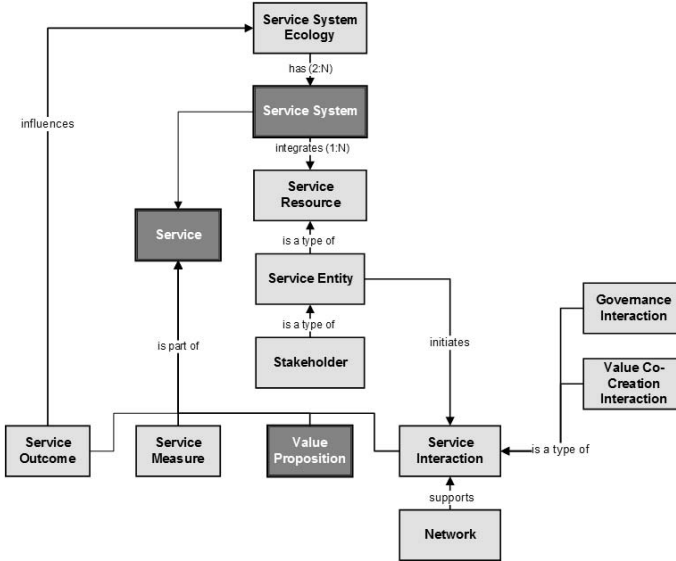 Service System
Ecology
has (2:N)
Service System
influences
integrates (1:N)
Service
Resource
Service
is a type of
Service Entity
Governance
Interaction
is a type of
is part of
Stakeholder
initiates
Value Co-
Creation
Interaction
Service
Outcome
Service
Measure
Value
Proposition
Service
Interaction
is a type of
supports
Network